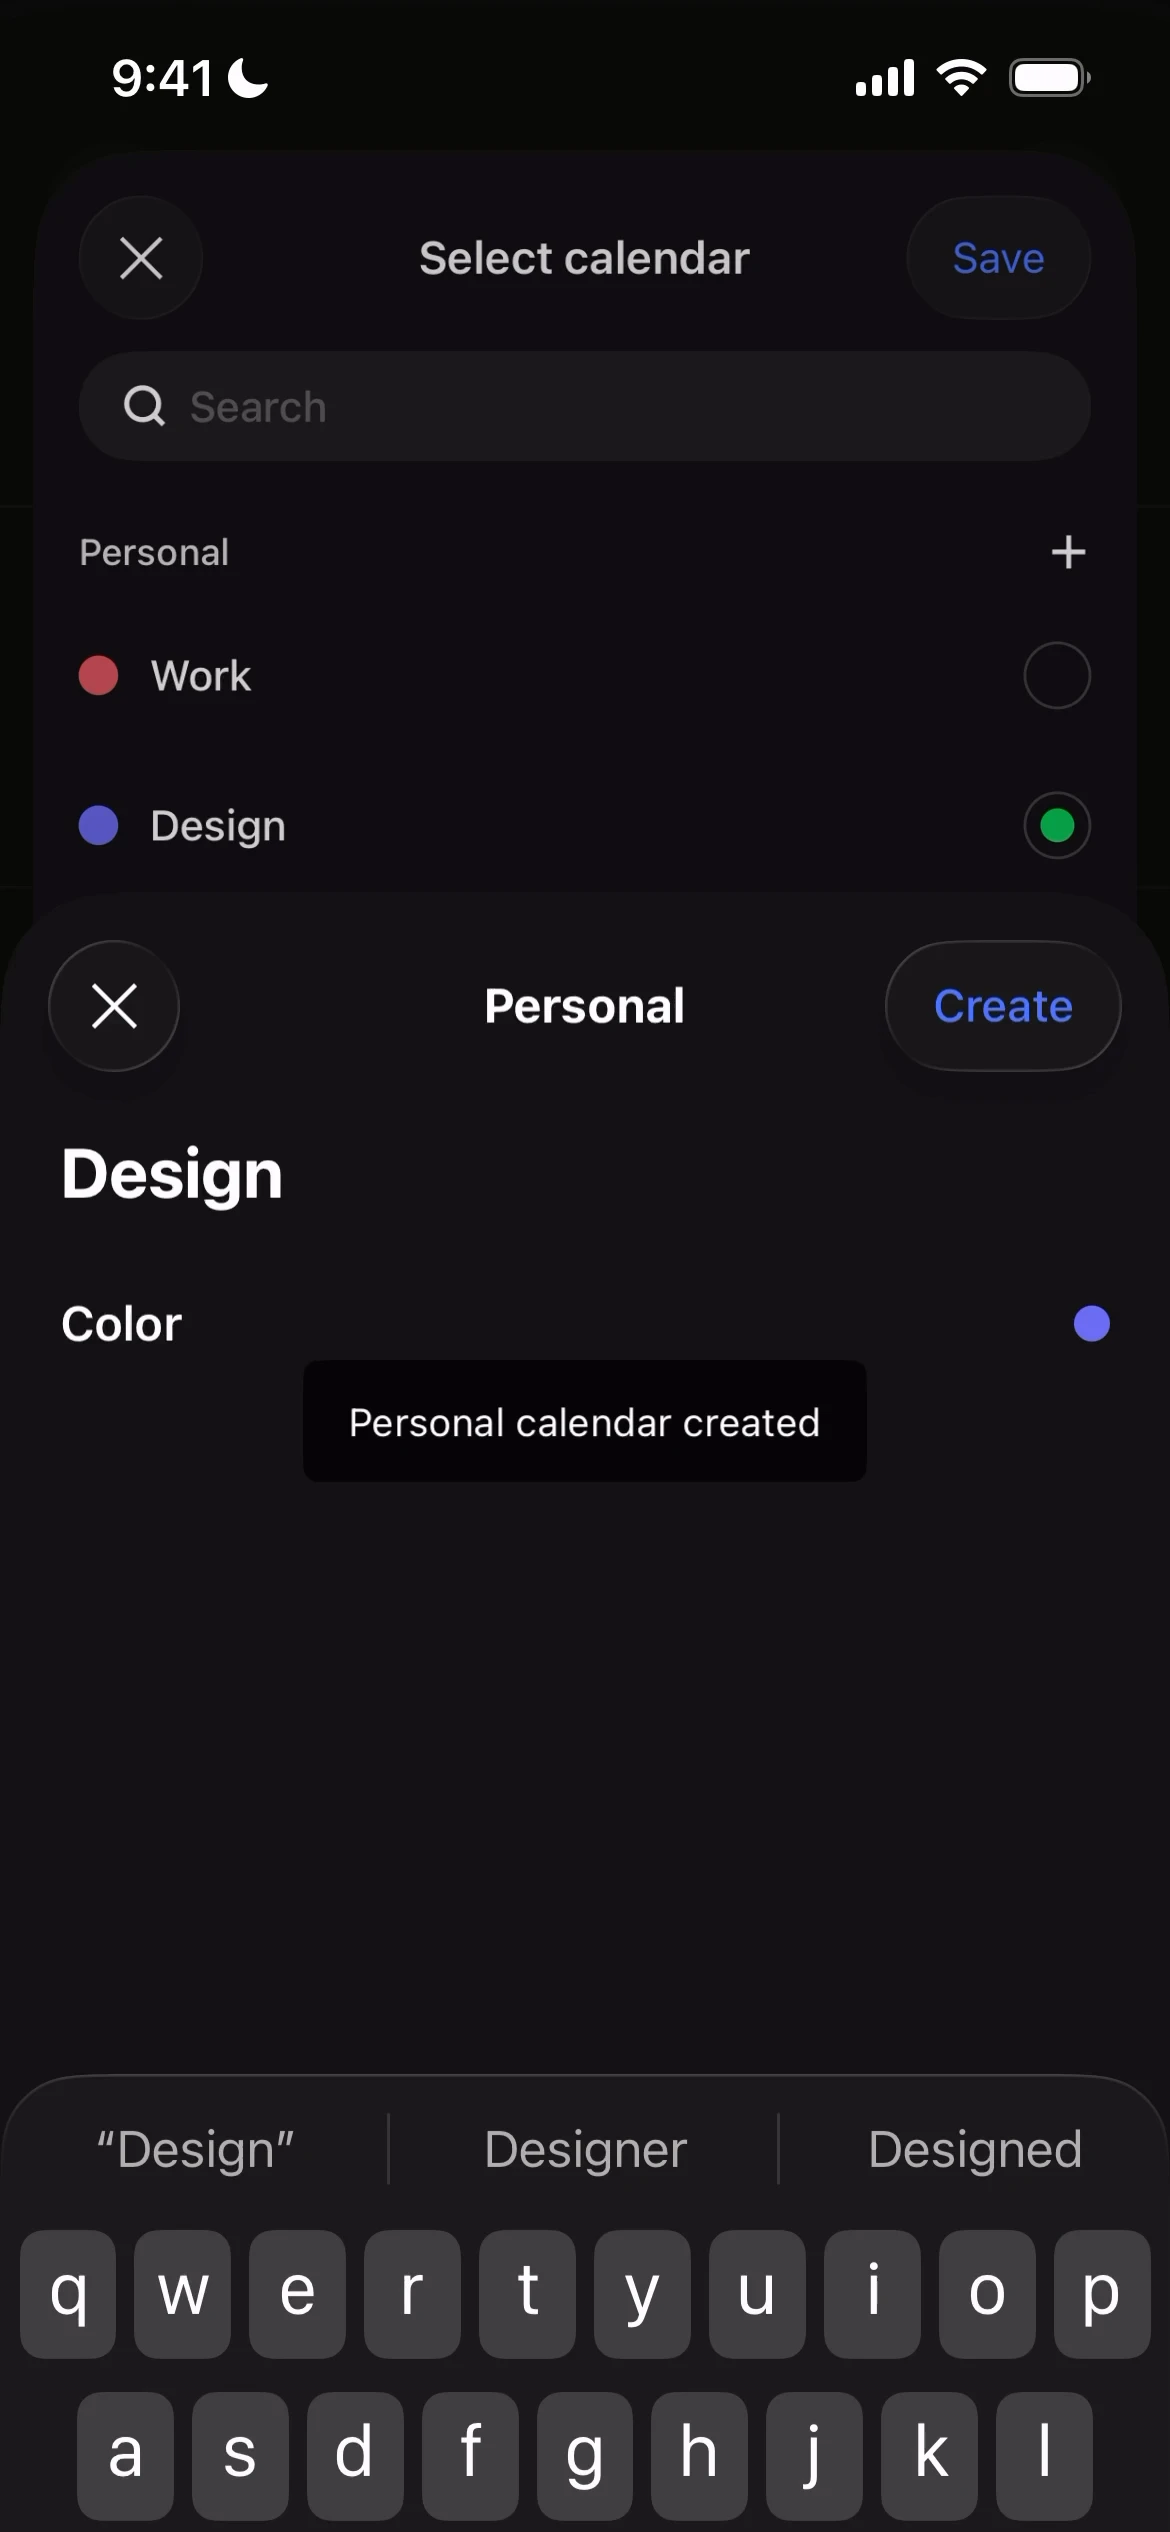 9:41
Select calendar
Save
Search
Personal
Work
Design
Personal
Create
Design
Color
Personal calendar created
“Design”
Designer
Designed
q w e r t y u i o p
a s d f g h j k l